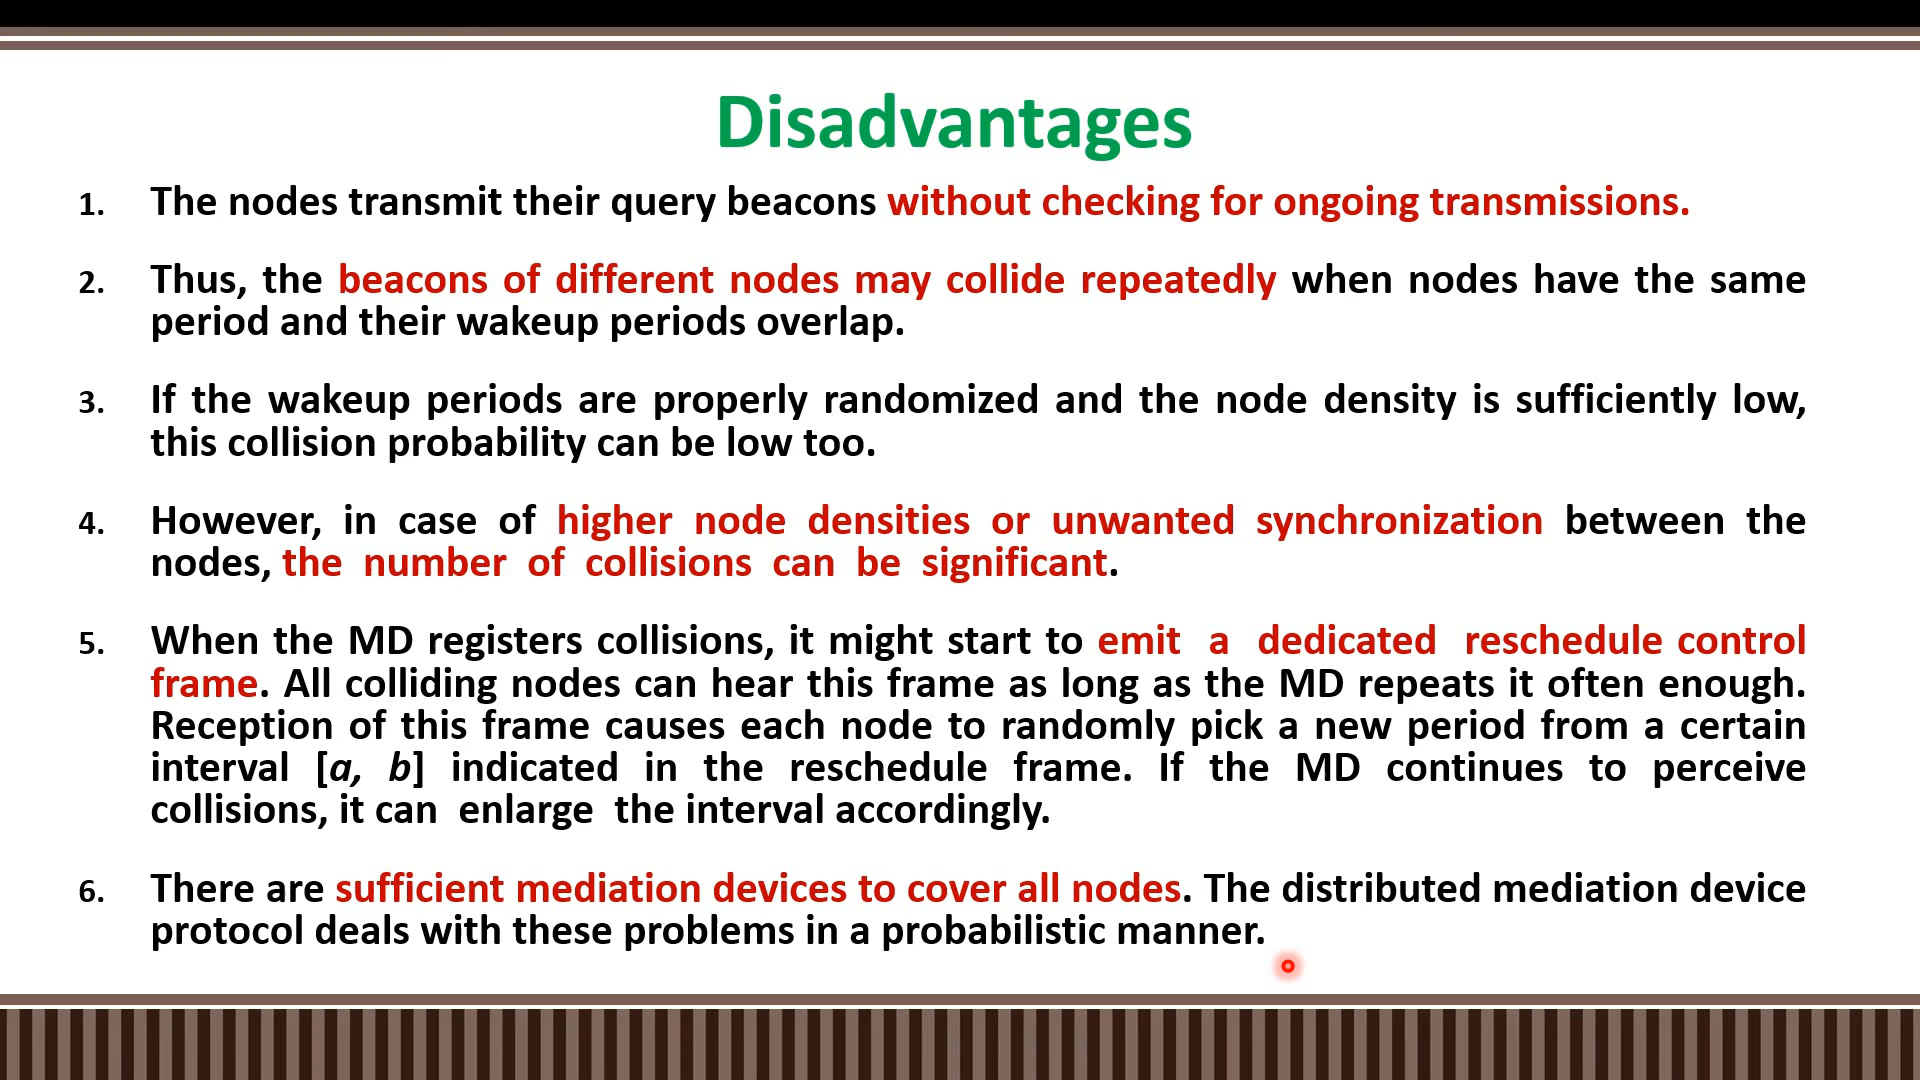 Disadvantages
1. The nodes transmit their query beacons without checking for ongoing transmissions.
2. Thus, the beacons of different nodes may collide repeatedly when nodes have the same
period and their wakeup periods overlap.
3. If the wakeup periods are properly randomized and the node density is sufficiently low,
this collision probability can be low too.
4. However, in case of higher node densities or unwanted synchronization between the
nodes, the number of collisions can be significant.
5. When the MD registers collisions, it might start to emit a dedicated reschedule control
frame. All colliding nodes can hear this frame as long as the MD repeats it often enough.
Reception of this frame causes each node to randomly pick a new period from a certain
interval [a, b] indicated in the reschedule frame. If the MD continues to perceive
collisions, it can enlarge the interval accordingly.
6. There are sufficient mediation devices to cover all nodes. The distributed mediation device
protocol deals with these problems in a probabilistic manner.